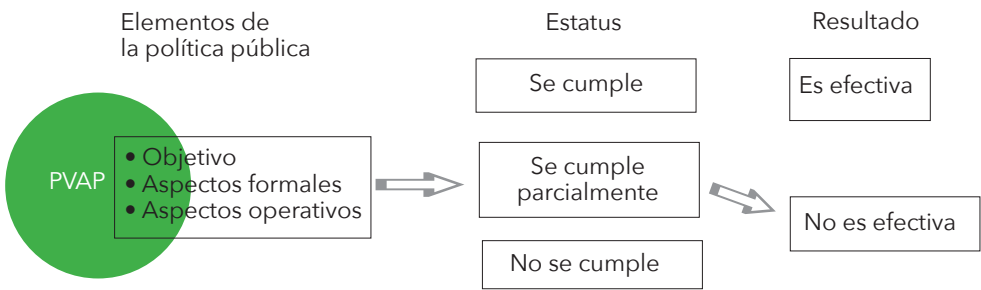 Elementos de
la política pública
Estatus
Resultado
Se cumple
Es efectiva
PVAP
• Objetivo
• Aspectos formales
• Aspectos operativos
Se cumple
parcialmente
No es efectiva
No se cumple